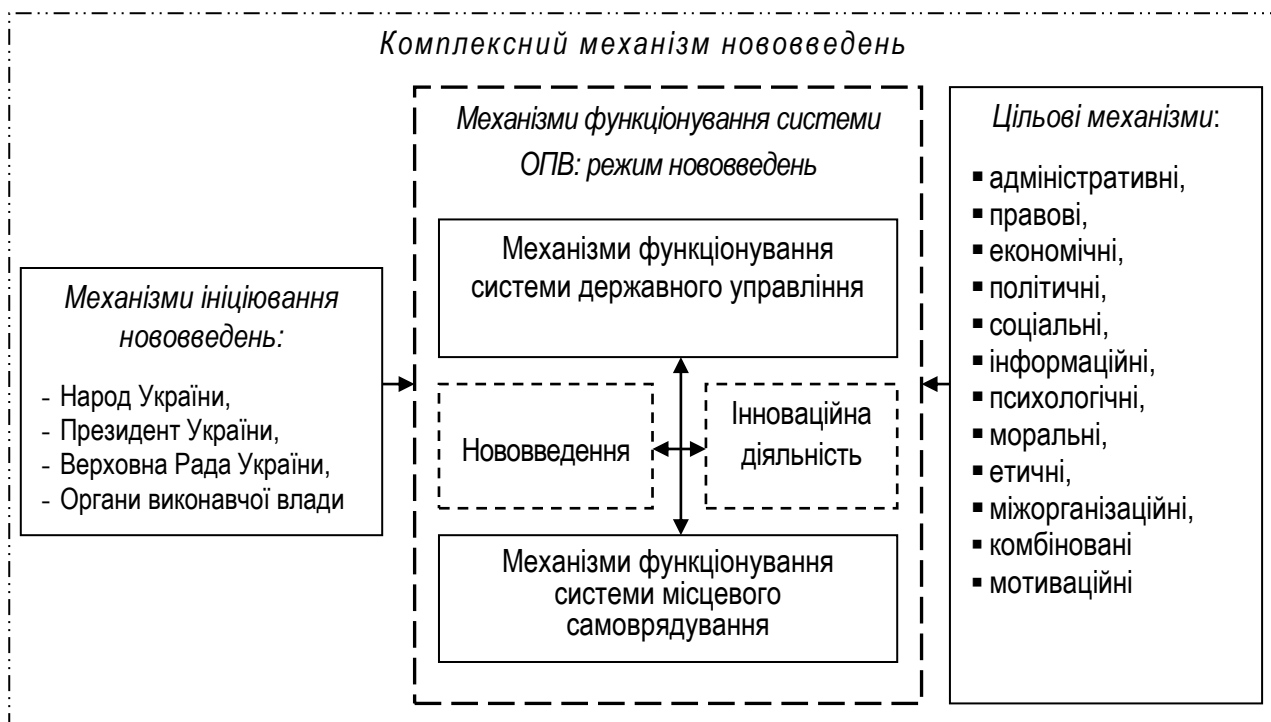 Комплексний механізм нововведень
Механізми ініціювання
нововведень:
- Народ України,
- Президент України,
- Верховна Рада України,
- Органи виконавчої влади
Механізми функціонування системи
ОПВ: режим нововведень
Механізми функціонування
системи державного управління
Нововведення
Інноваційна
діяльність
Механізми функціонування
системи місцевого
самоврядування
Цільові механізми:
▪ адміністративні,
▪ правові,
▪ економічні,
▪ політичні,
▪ соціальні,
▪ інформаційні,
▪ психологічні,
▪ моральні,
▪ етичні,
▪ міжорганізаційні,
▪ комбіновані
▪ мотиваційні